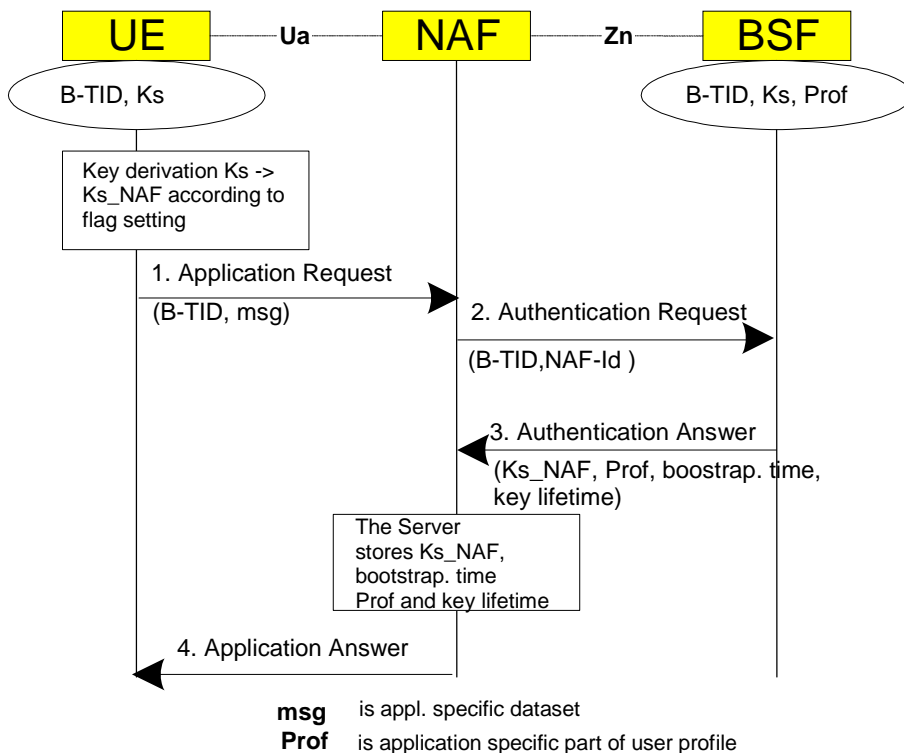 UE Ua NAF Zn BSF
B-TID, Ks
B-TID, Ks, Prof
Key derivation Ks ->
Ks_NAF according to
flag setting
1. Application Request
(B-TID, msg)
2. Authentication Request
(B-TID,NAF-Id )
3. Authentication Answer
(Ks_NAF, Prof, boostrap. time,
key lifetime)
The Server
stores Ks_NAF,
bootstrap. time
Prof and key lifetime
4. Application Answer
msg is appl. specific dataset
Prof is application specific part of user profile